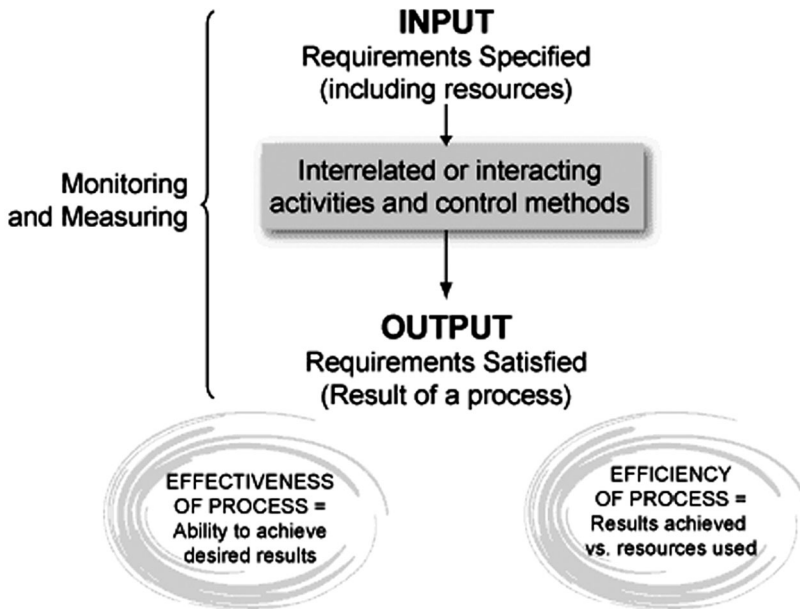 INPUT
Requirements Specified
(including resources)
Interrelated or interacting
activities and control methods
Monitoring
and Measuring
OUTPUT
Requirements Satisfied
(Result of a process)
EFFECTIVENESS
OF PROCESS =
Ability to achieve
desired results
EFFICIENCY
OF PROCESS =
Results achieved
vs. resources used